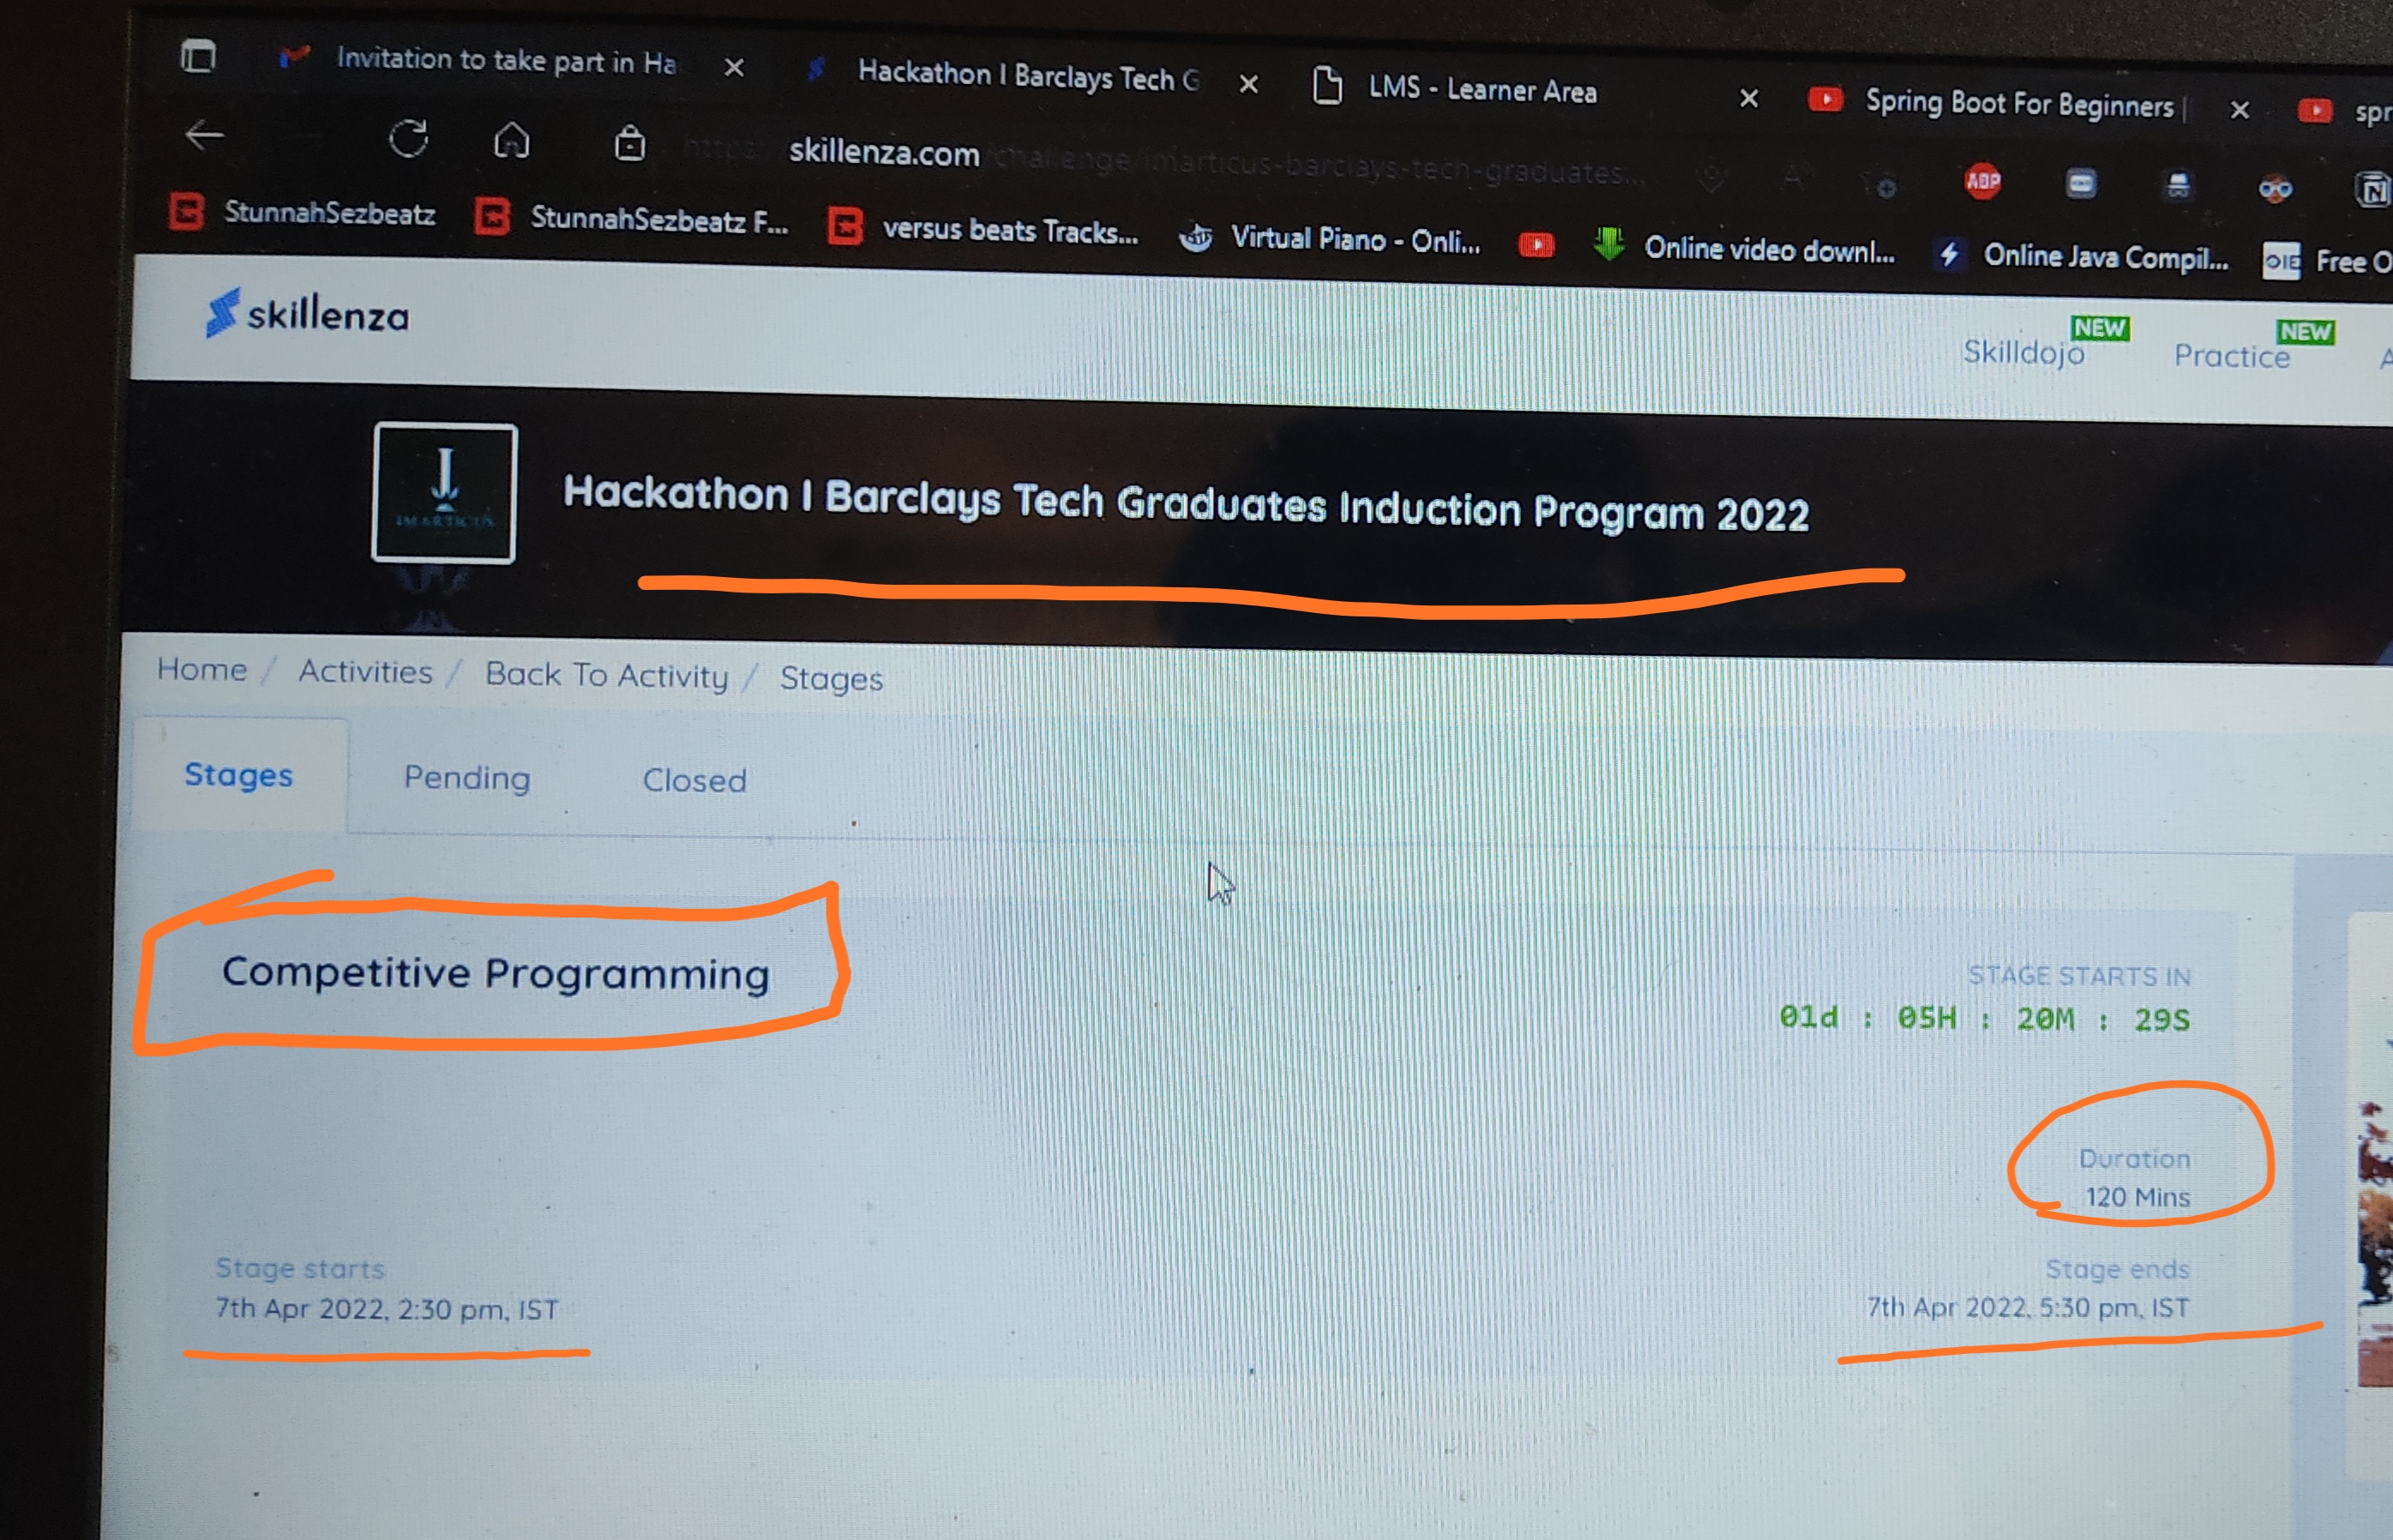 Invitation to take part in Ha
Hackathon I Barclays Tech G
LMS - Learner Area
Spring Boot For Beginners |
spr
skillenza.com/challenge/imarticus-barclays-tech-graduates...
ABP
StunnahSezbeatz
StunnahSezbeatz F...
versus beats Tracks...
Virtual Piano - Onli...
Online video downl...
Online Java Compil...
OIE
Free O
skillenza
Skilldojo NEW
Practice NEW
IMARTICUS
Hackathon I Barclays Tech Graduates Induction Program 2022
Home / Activities / Back To Activity / Stages
Stages
Pending
Closed
Competitive Programming
STAGE STARTS IN
01d : 05H : 20M : 29S
Duration
120 Mins
Stage starts
7th Apr 2022, 2:30 pm, IST
Stage ends
7th Apr 2022, 5:30 pm, IST